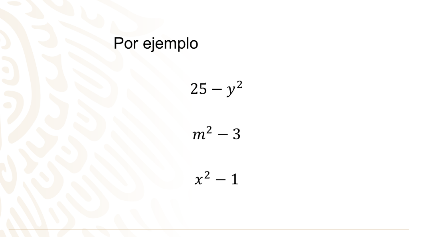 Por ejemplo
25 − y²
m² − 3
x² − 1